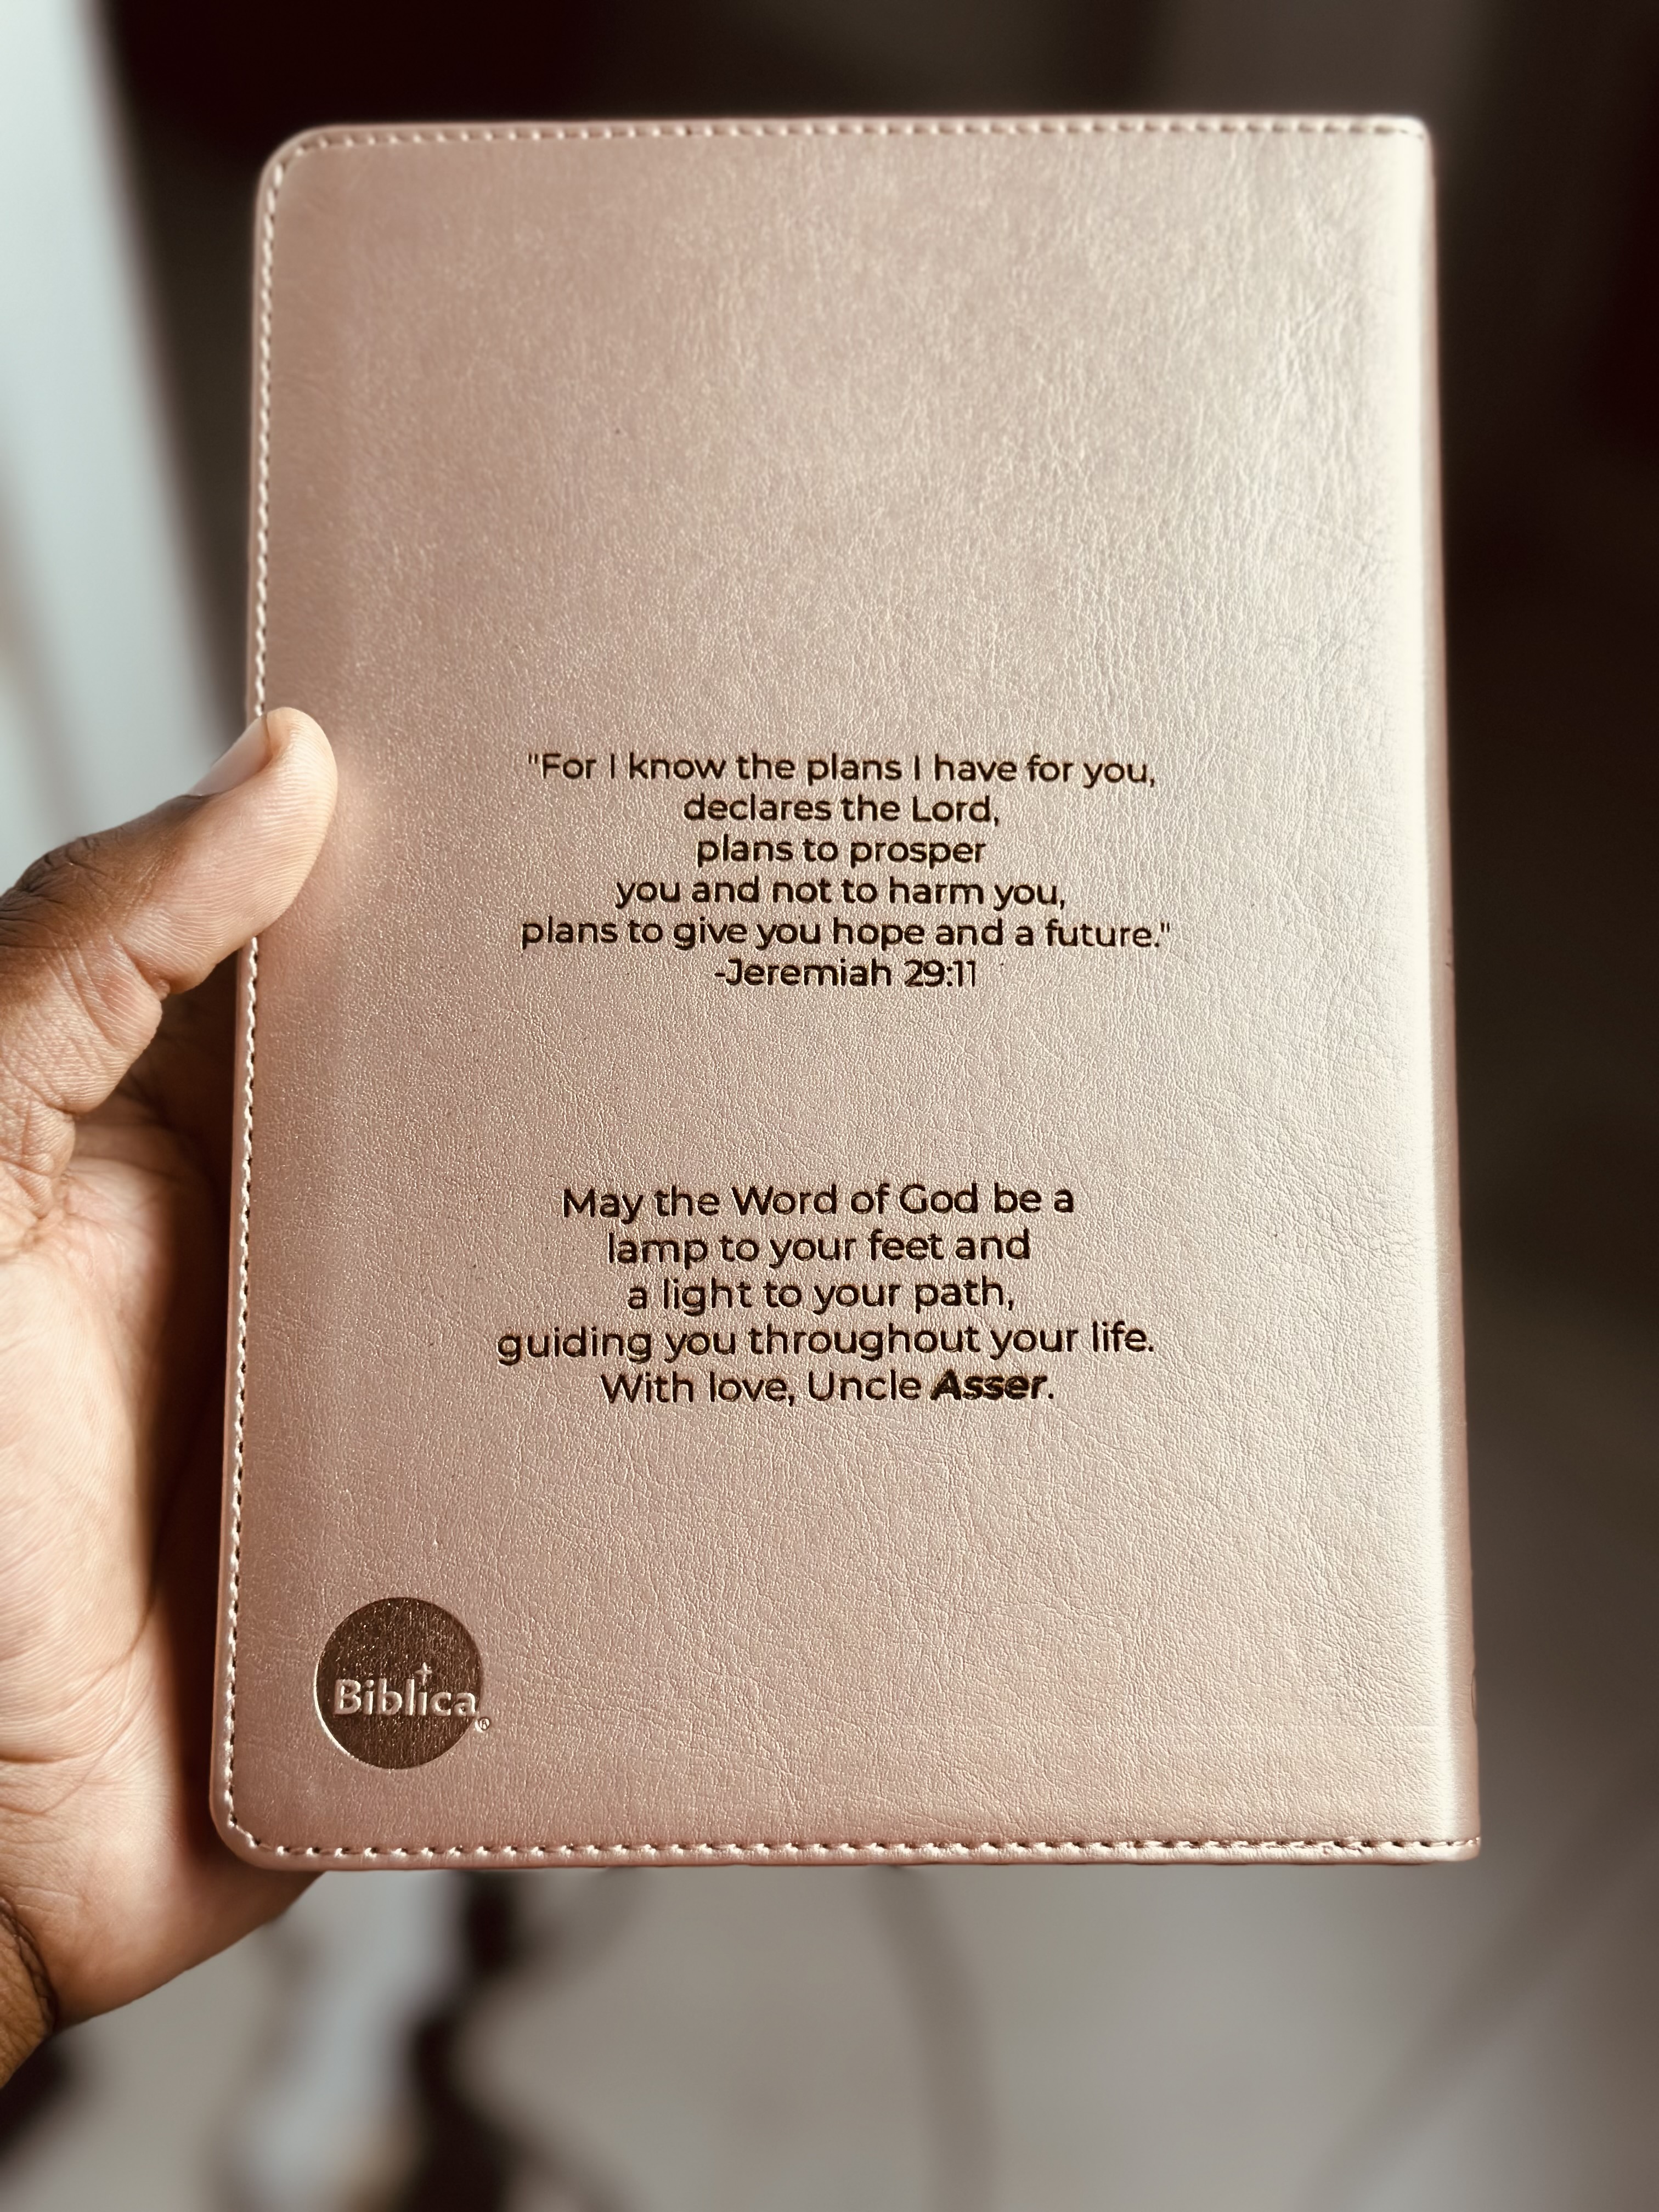 "For I know the plans I have for you,
declares the Lord,
plans to prosper
you and not to harm you,
plans to give you hope and a future."
-Jeremiah 29:11
May the Word of God be a
lamp to your feet and
a light to your path,
guiding you throughout your life.
With love, Uncle Asser.
Biblica®